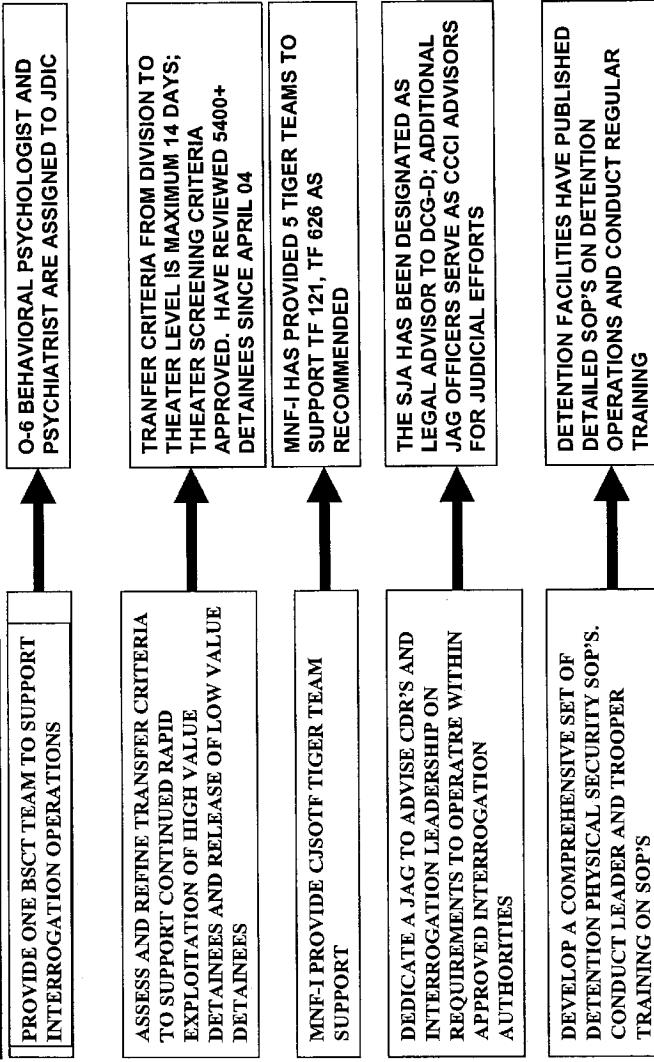 PROVIDE ONE BSCT TEAM TO SUPPORT
INTERROGATION OPERATIONS
O-6 BEHAVIORAL PSYCHOLOGIST AND
PSYCHIATRIST ARE ASSIGNED TO JDIC
ASSESS AND REFINE TRANSFER CRITERIA
TO SUPPORT CONTINUED RAPID
EXPLOITATION OF HIGH VALUE
DETAINEES AND RELEASE OF LOW VALUE
DETAINEES
TRANFER CRITERIA FROM DIVISION TO
THEATER LEVEL IS MAXIMUM 14 DAYS;
THEATER SCREENING CRITERIA
APPROVED. HAVE REVIEWED 5400+
DETAINEES SINCE APRIL 04
MNF-I PROVIDE CJSOTF TIGER TEAM
SUPPORT
MNF-I HAS PROVIDED 5 TIGER TEAMS TO
SUPPORT TF 121, TF 626 AS
RECOMMENDED
DEDICATE A JAG TO ADVISE CDR'S AND
INTERROGATION LEADERSHIP ON
REQUIREMENTS TO OPERATRE WITHIN
APPROVED INTERROGATION
AUTHORITIES
THE SJA HAS BEEN DESIGNATED AS
LEGAL ADVISOR TO DCG-D; ADDITIONAL
JAG OFFICERS SERVE AS CCCI ADVISORS
FOR JUDICIAL EFFORTS
DEVELOP A COMPREHENSIVE SET OF
DETENTION PHYSICAL SECURITY SOP'S.
CONDUCT LEADER AND TROOPER
TRAINING ON SOP'S
DETENTION FACILITIES HAVE PUBLISHED
DETAILED SOP'S ON DETENTION
OPERATIONS AND CONDUCT REGULAR
TRAINING